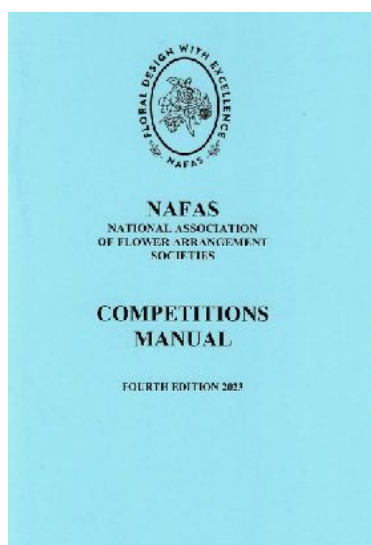 FLORAL DESIGN WITH EXCELLENCE
NAFAS
NAFAS
NATIONAL ASSOCIATION
OF FLOWER ARRANGEMENT
SOCIETIES
COMPETITIONS
MANUAL
FOURTH EDITION 2023